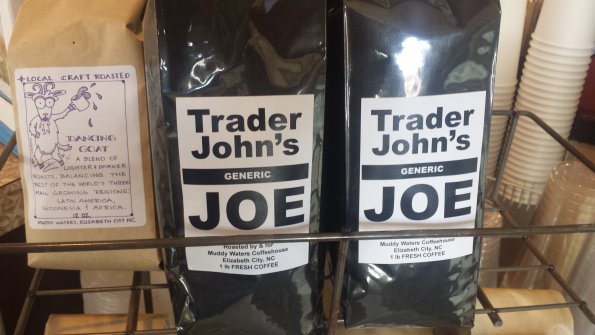 LOCAL CRAFT ROASTED
DANCING
GOAT
A BLEND OF
LIGHTER & DARKER
ROASTS, BALANCING THE
BEST OF THE WORLD'S THREE
MAIN GROWING REGIONS:
LATIN AMERICA,
INDONESIA & AFRICA.
12 OZ
MUDDY WATERS, ELIZABETH CITY NC
Trader
John's
GENERIC
JOE
Roasted by & for
Muddy Waters Coffeehouse
Elizabeth City, NC
1 lb FRESH COFFEE
Trader
John's
GENERIC
JOE
Muddy Waters Coffeehouse
Elizabeth City, NC
1 lb FRESH COFFEE